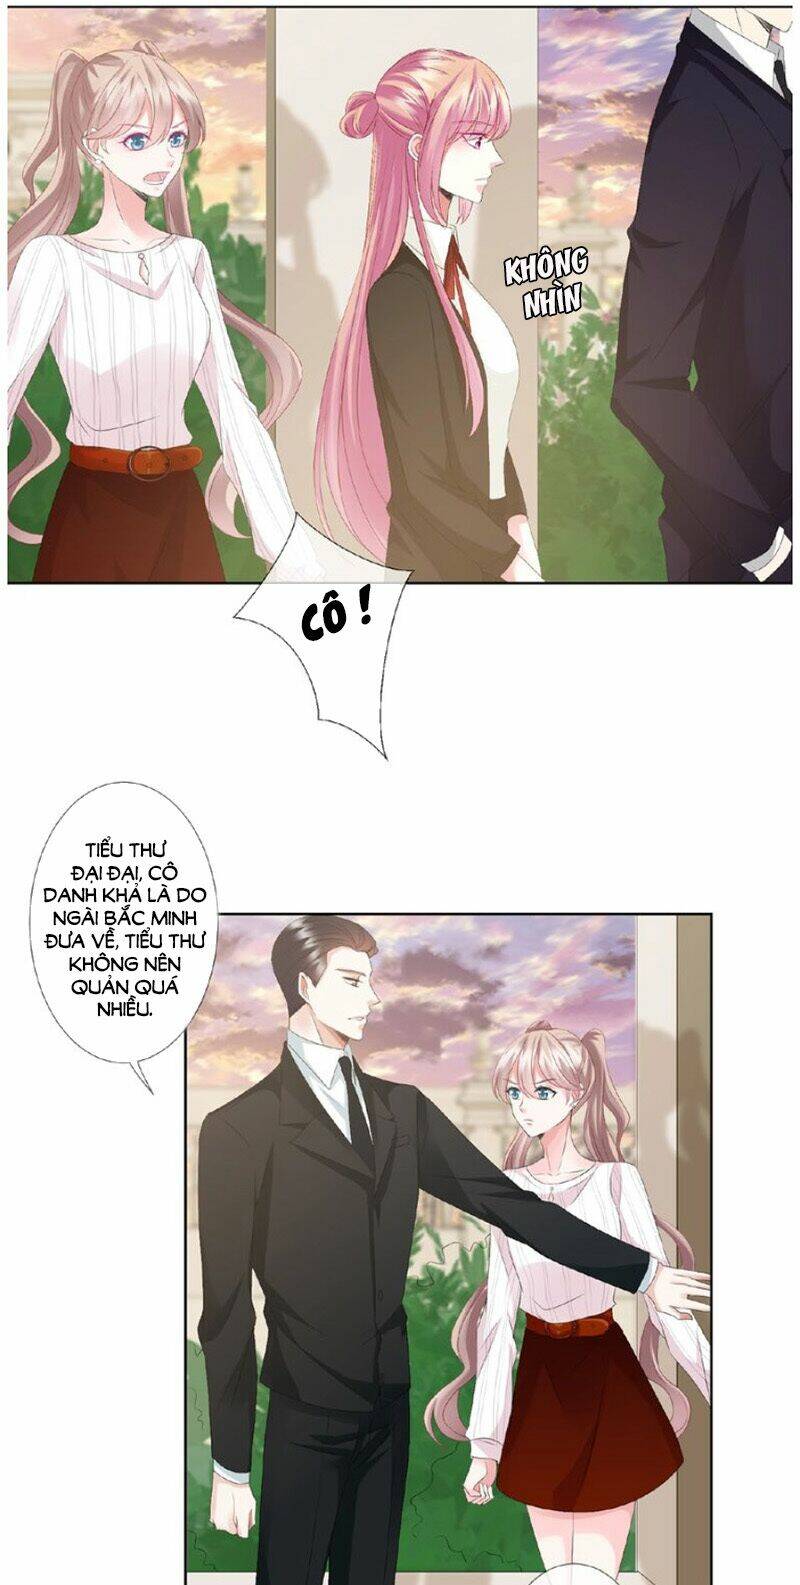 KHÔNG
NHÌN
CÔ !
TIỂU THƯ
ĐẠI ĐẠI, CÔ
DANH KHẢ LÀ DO
NGÀI BẮC MINH
ĐƯA VỀ, TIỂU THƯ
KHÔNG NÊN
QUẢN QUÁ
NHIỀU.